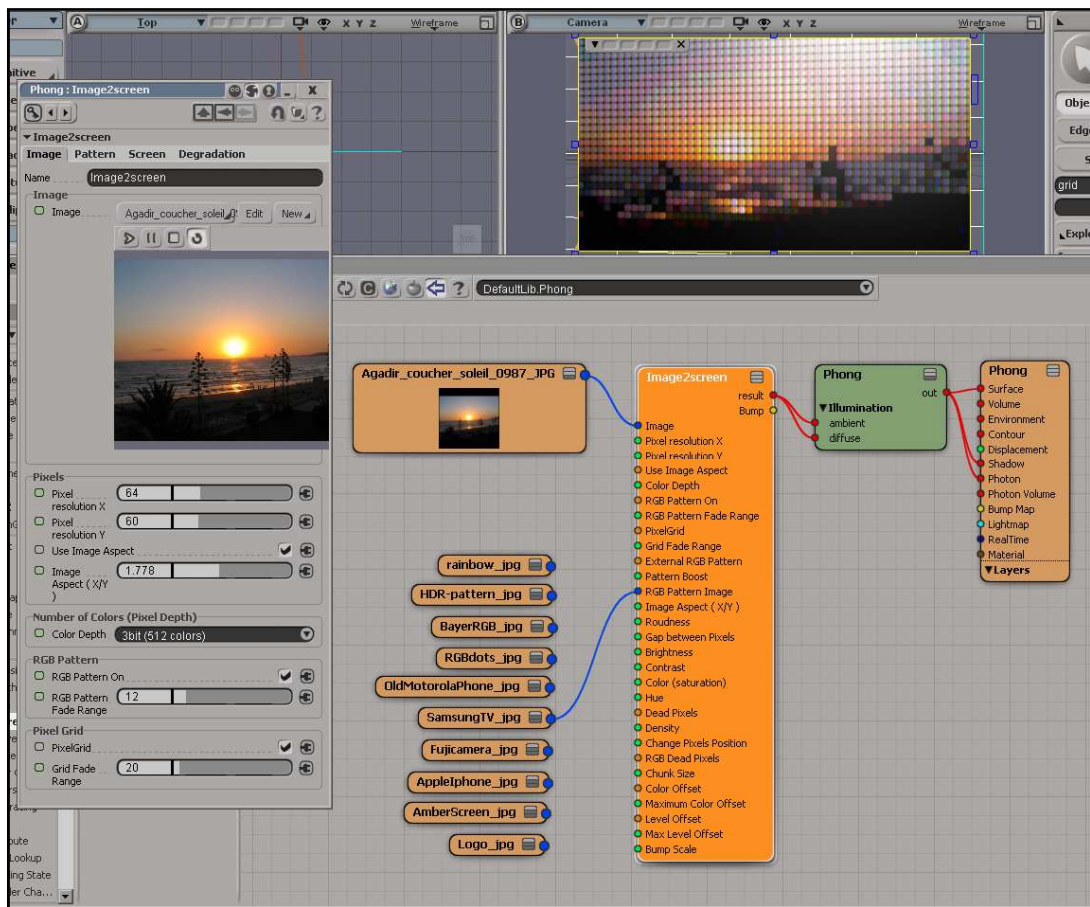 A Top X Y Z Wireframe
B Camera X Y Z Wireframe
Phong : Image2screen
Image2screen
Image Pattern Screen Degradation
Name Image2screen
Image
Image Edit New
Pixels
Pixel resolution X 64
Pixel resolution Y 60
Use Image Aspect
Image Aspect ( X/Y ) 1.778
Number of Colors (Pixel Depth)
Color Depth 3bit (512 colors)
RGB Pattern
RGB Pattern On
RGB Pattern Fade Range 12
Pixel Grid
PixelGrid
Grid Fade Range 20
DefaultLib.Phong
Agadir_coucher_soleil_0987_JPG
rainbow_jpg
HDR-pattern_jpg
BayerRGB_jpg
RGBdots_jpg
OldMotorolaPhone_jpg
SamsungTV_jpg
Fujicamera_jpg
AppleIphone_jpg
AmberScreen_jpg
Logo_jpg
Image2screen
result
Bump
Image
Pixel resolution X
Pixel resolution Y
Use Image Aspect
Color Depth
RGB Pattern On
RGB Pattern Fade Range
PixelGrid
Grid Fade Range
External RGB Pattern
Pattern Boost
RGB Pattern Image
Image Aspect ( X/Y )
Roudness
Gap between Pixels
Brightness
Contrast
Color (saturation)
Hue
Dead Pixels
Density
Change Pixels Position
RGB Dead Pixels
Chunk Size
Color Offset
Maximum Color Offset
Level Offset
Max Level Offset
Bump Scale
Phong
out
Illumination
ambient
diffuse
Phong
Surface
Volume
Environment
Contour
Displacement
Shadow
Photon
Photon Volume
Bump Map
Lightmap
RealTime
Material
Layers
grid
Lookup